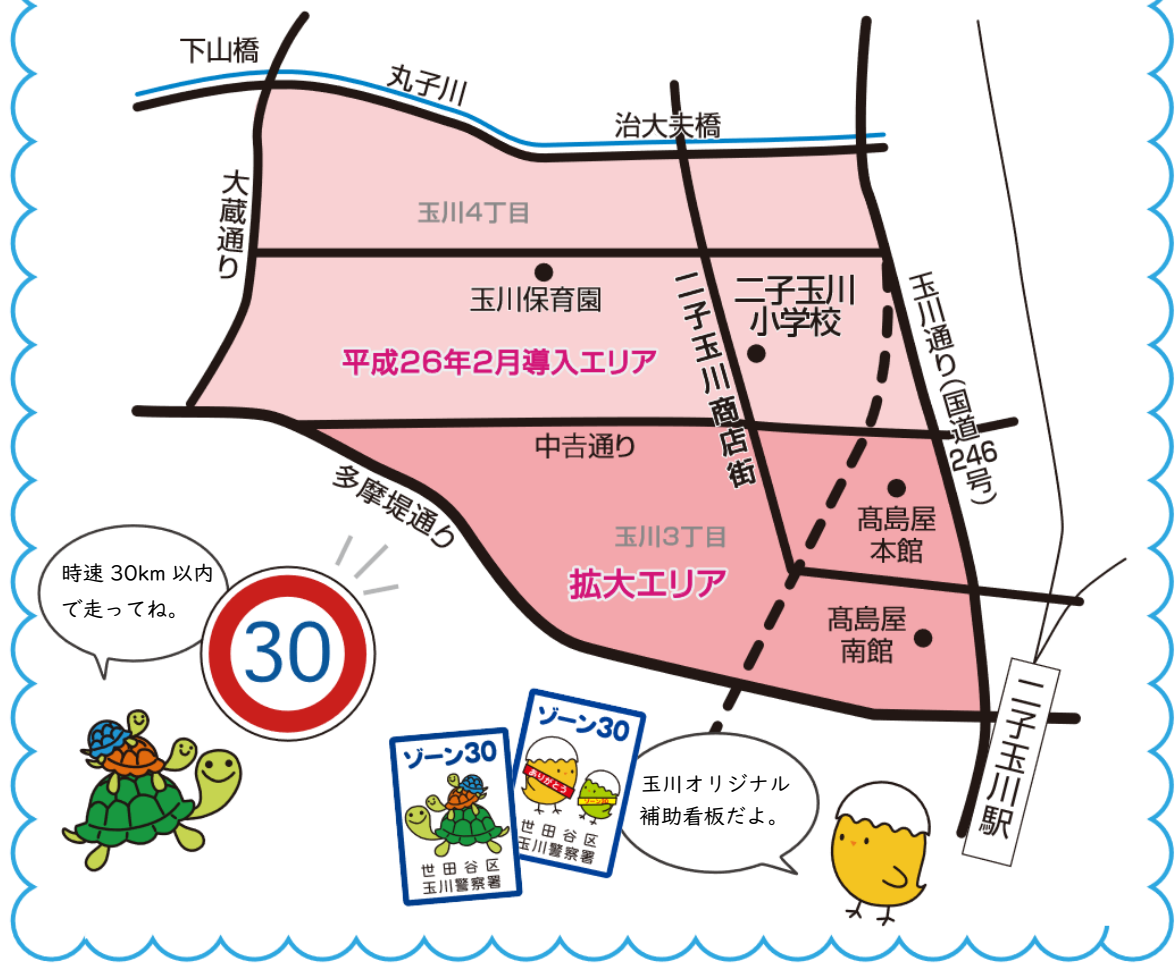 下山橋
丸子川
治大夫橋
大蔵通り
玉川4丁目
玉川保育園
二子玉川
小学校
平成26年2月導入エリア
二子玉川商店街
玉川通り(国道246号)
中吉通り
多摩堤通り
髙島屋
本館
玉川3丁目
拡大エリア
髙島屋
南館
時速 30km 以内
で走ってね。
30
二子玉川駅
ゾーン30
世田谷区
玉川警察署
ゾーン30
ありがとう
ゾーン30
世田谷区
玉川警察署
玉川オリジナル
補助看板だよ。